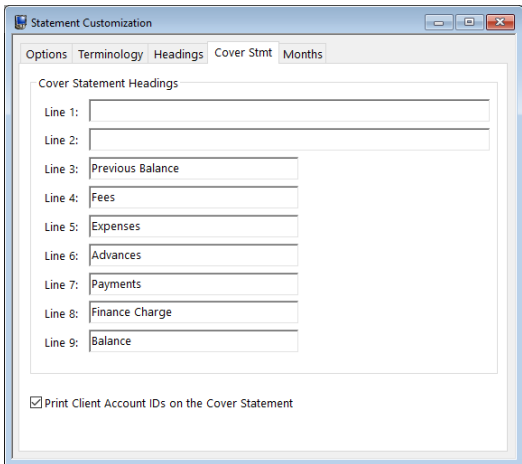 Statement Customization
Options Terminology Headings Cover Stmt Months
Cover Statement Headings
Line 1:
Line 2:
Line 3: Previous Balance
Line 4: Fees
Line 5: Expenses
Line 6: Advances
Line 7: Payments
Line 8: Finance Charge
Line 9: Balance
Print Client Account IDs on the Cover Statement